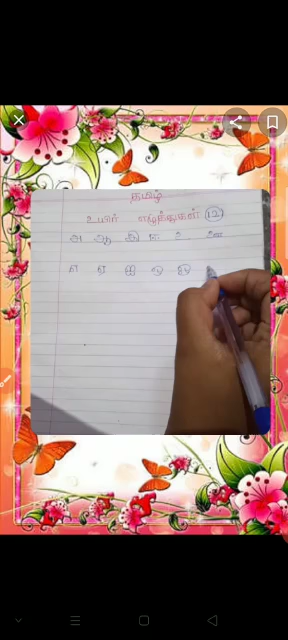 தமிழ்
உயிர் எழுத்துகள் 12
அ ஆ இ ஈ உ ஊ
எ ஏ ஐ ஒ ஓ